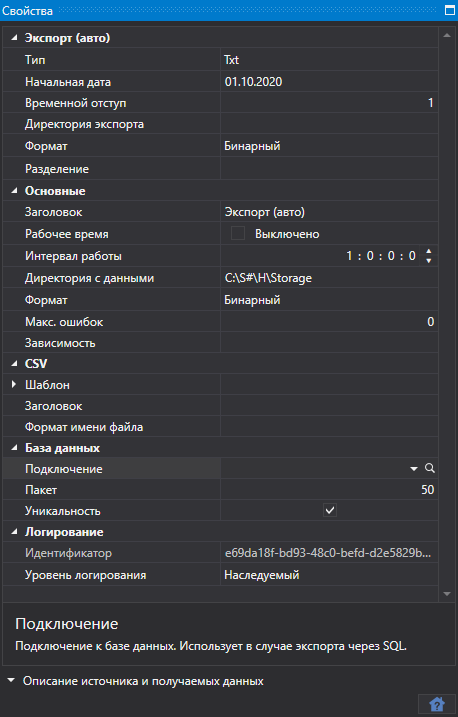 Свойства
Экспорт (авто)
Тип Txt
Начальная дата 01.10.2020
Временной отступ 1
Директория экспорта
Формат Бинарный
Разделение
Основные
Заголовок Экспорт (авто)
Рабочее время Выключено
Интервал работы 1 : 0 : 0 : 0
Директория с данными C:\S#\H\Storage
Формат Бинарный
Макс. ошибок 0
Зависимость
CSV
Шаблон
Заголовок
Формат имени файла
База данных
Подключение
Пакет 50
Уникальность
Логирование
Идентификатор e69da18f-bd93-48c0-befd-d2e5829b...
Уровень логирования Наследуемый
Подключение
Подключение к базе данных. Использует в случае экспорта через SQL.
Описание источника и получаемых данных